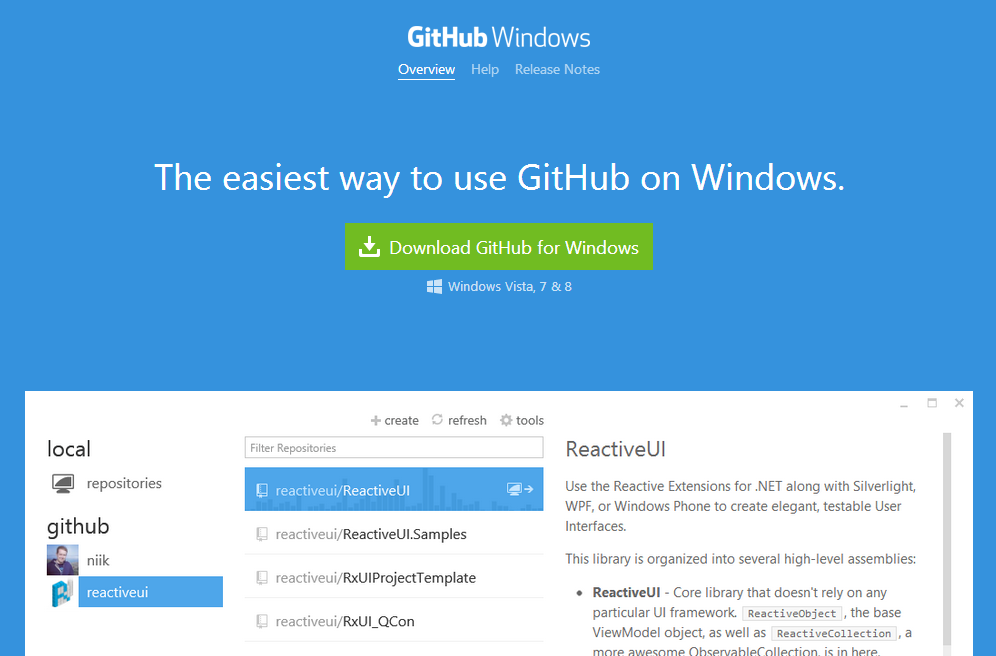 GitHub Windows
Overview Help Release Notes
The easiest way to use GitHub on Windows.
Download GitHub for Windows
Windows Vista, 7 & 8
create refresh tools
local
repositories
github
niik
reactiveui
Filter Repositories
reactiveui/ReactiveUI
reactiveui/ReactiveUI.Samples
reactiveui/RxUIProjectTemplate
reactiveui/RxUI_QCon
ReactiveUI
Use the Reactive Extensions for .NET along with Silverlight,
WPF, or Windows Phone to create elegant, testable User
Interfaces.
This library is organized into several high-level assemblies:
• ReactiveUI - Core library that doesn't rely on any
particular UI framework. ReactiveObject, the base
ViewModel object, as well as ReactiveCollection, a
more awesome ObservableCollection, is in here.